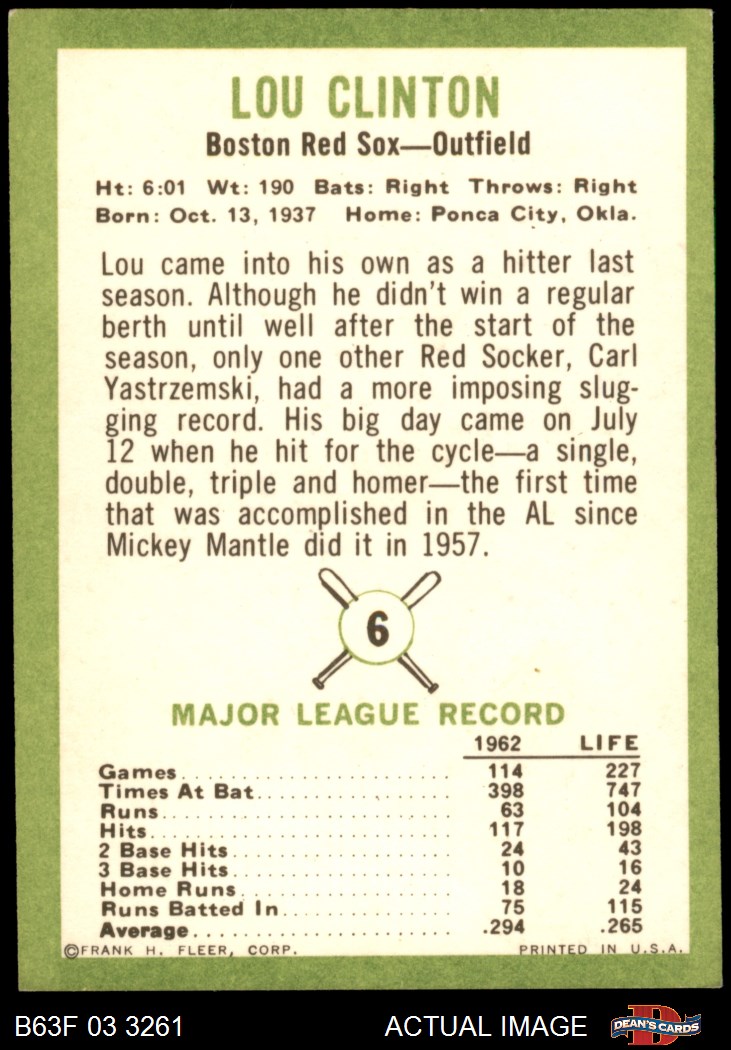 LOU CLINTON
Boston Red Sox—Outfield
Ht: 6:01 Wt: 190 Bats: Right Throws: Right
Born: Oct. 13, 1937 Home: Ponca City, Okla.
Lou came into his own as a hitter last
season. Although he didn't win a regular
berth until well after the start of the
season, only one other Red Socker, Carl
Yastrzemski, had a more imposing slug-
ging record. His big day came on July
12 when he hit for the cycle—a single,
double, triple and homer—the first time
that was accomplished in the AL since
Mickey Mantle did it in 1957.
6
MAJOR LEAGUE RECORD
1962 LIFE
Games 114 227
Times At Bat 398 747
Runs 63 104
Hits 117 198
2 Base Hits 24 43
3 Base Hits 10 16
Home Runs 18 24
Runs Batted In 75 115
Average .294 .265
©FRANK H. FLEER, CORP. PRINTED IN U.S.A.
B63F 03 3261 ACTUAL IMAGE D DEAN'S CARDS